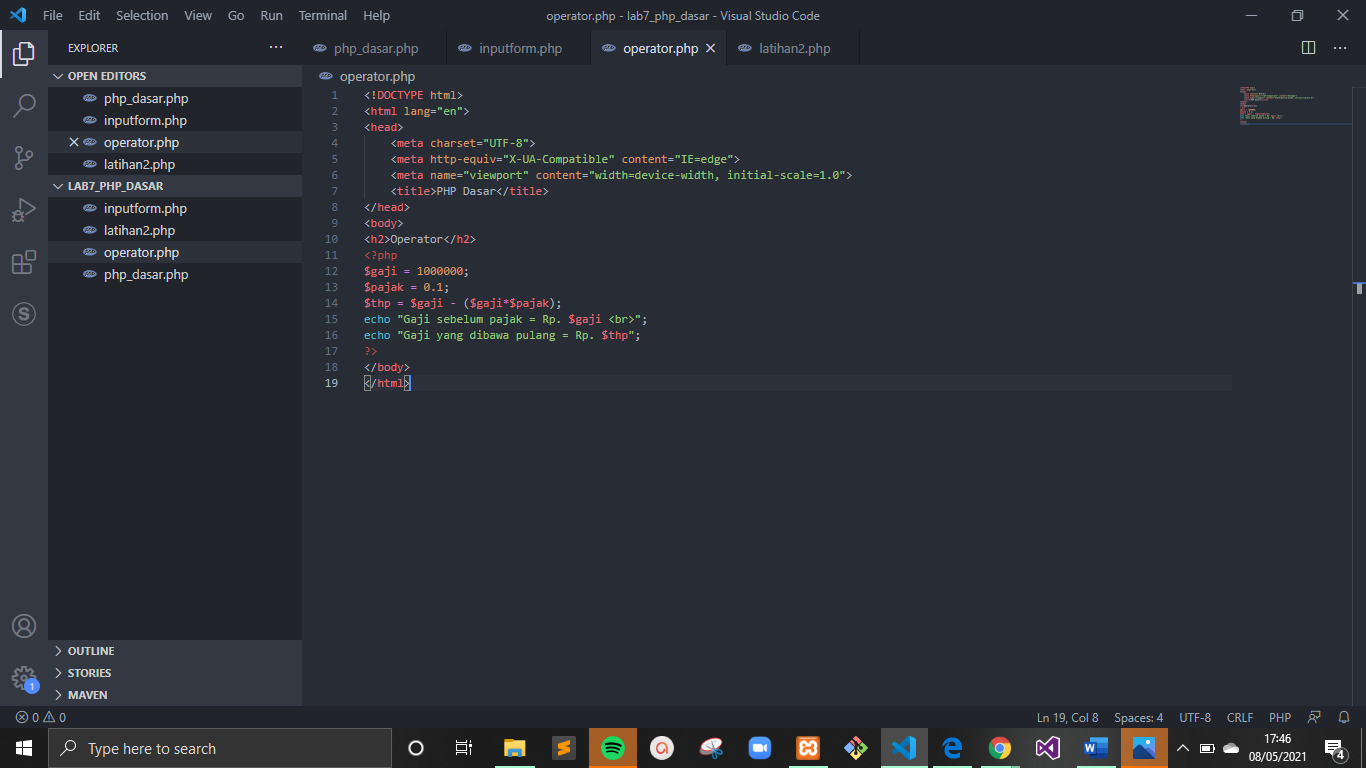 File Edit Selection View Go Run Terminal Help operator.php - lab7_php_dasar - Visual Studio Code
EXPLORER
OPEN EDITORS
php_dasar.php
inputform.php
operator.php
latihan2.php
LAB7_PHP_DASAR
inputform.php
latihan2.php
operator.php
php_dasar.php
OUTLINE
STORIES
MAVEN
php_dasar.php inputform.php operator.php latihan2.php
operator.php
1 <!DOCTYPE html>
2 <html lang="en">
3 <head>
4     <meta charset="UTF-8">
5     <meta http-equiv="X-UA-Compatible" content="IE=edge">
6     <meta name="viewport" content="width=device-width, initial-scale=1.0">
7     <title>PHP Dasar</title>
8 </head>
9 <body>
10 <h2>Operator</h2>
11 <?php
12 $gaji = 1000000;
13 $pajak = 0.1;
14 $thp = $gaji - ($gaji*$pajak);
15 echo "Gaji sebelum pajak = Rp. $gaji <br>";
16 echo "Gaji yang dibawa pulang = Rp. $thp";
17 ?>
18 </body>
19 </html>
1
0 0 Ln 19, Col 8 Spaces: 4 UTF-8 CRLF PHP
Type here to search
17:46
08/05/2021
4